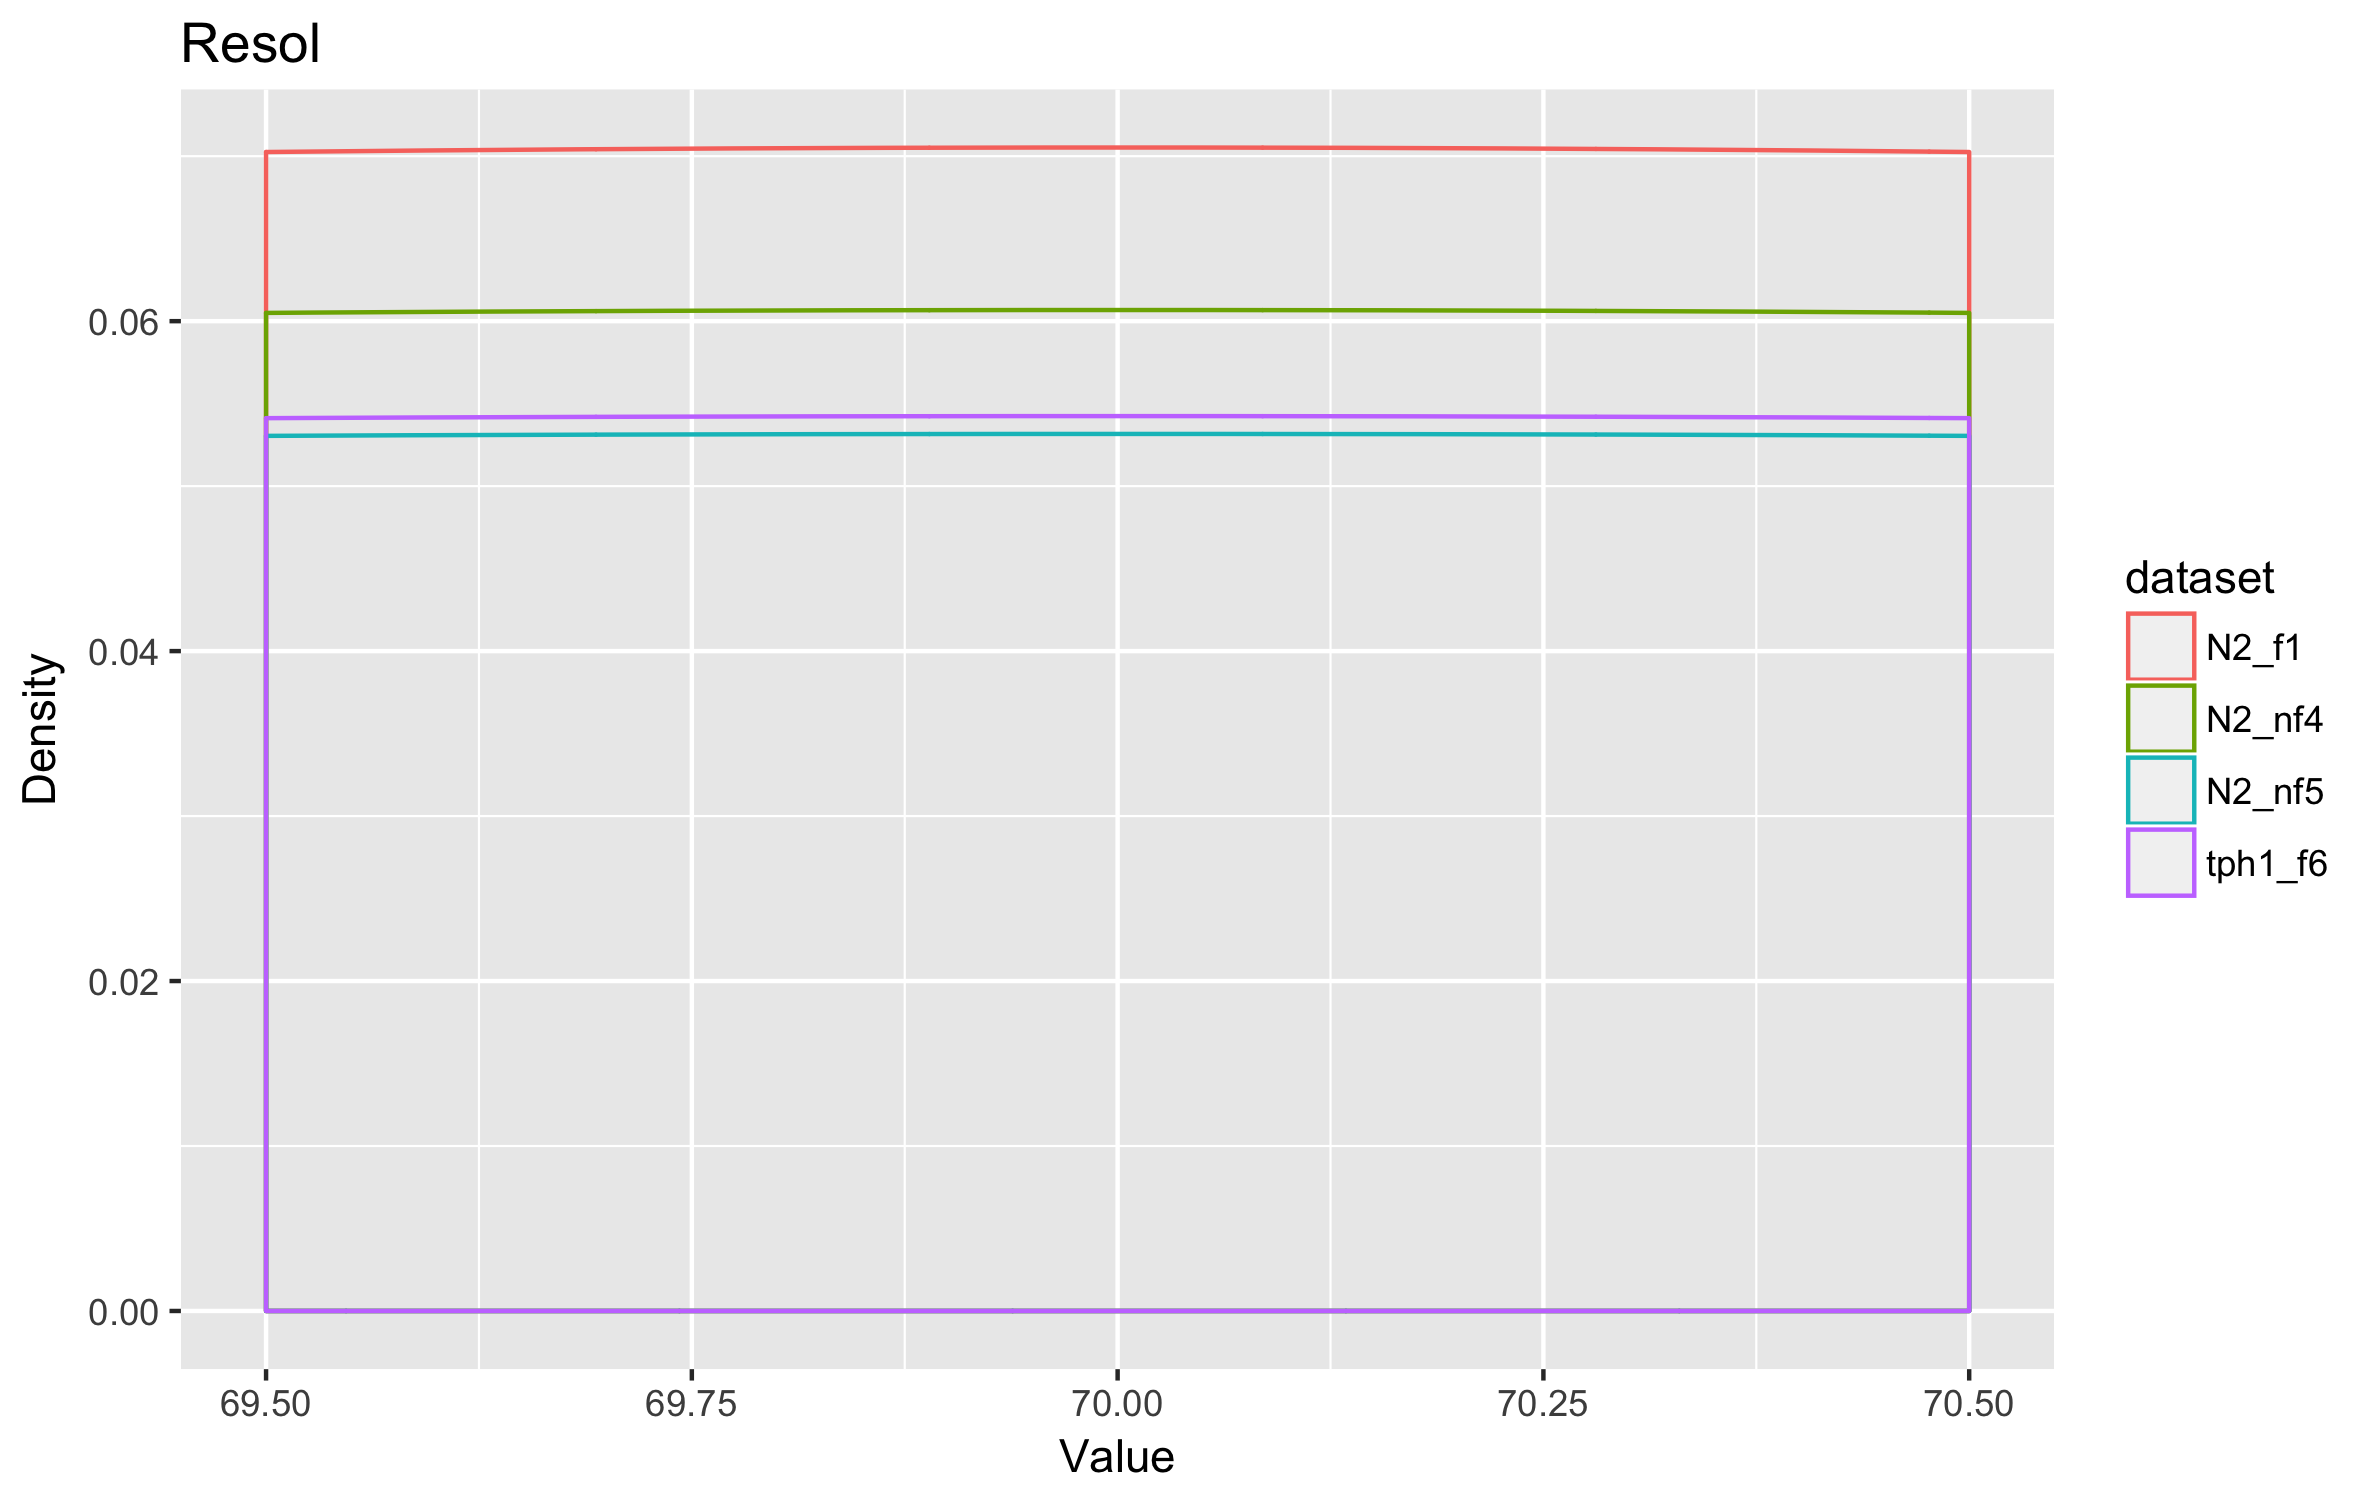 Resol
Density
0.06
0.04
0.02
0.00
69.50 69.75 70.00 70.25 70.50
Value
dataset
N2_f1
N2_nf4
N2_nf5
tph1_f6